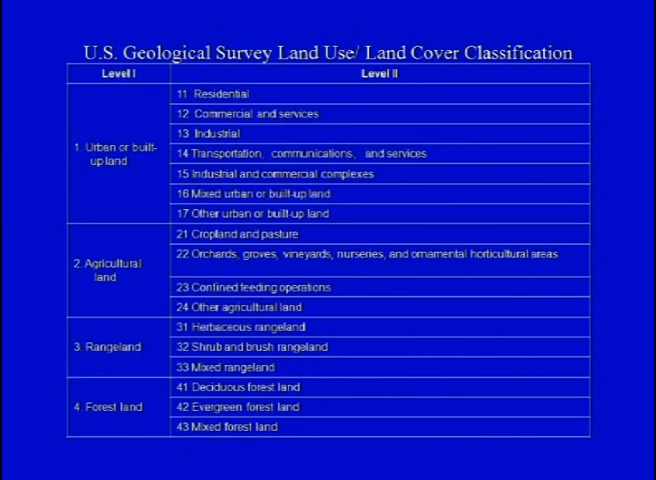 U.S. Geological Survey Land Use/ Land Cover Classification
Level I
Level II
1. Urban or built-
up land
11 Residential
12 Commercial and services
13 Industrial
14 Transportation, communications, and services
15 Industrial and commercial complexes
16 Mixed urban or built-up land
17 Other urban or built-up land
2. Agricultural
land
21 Cropland and pasture
22 Orchards, groves, vineyards, nurseries, and ornamental horticultural areas
23 Confined feeding operations
24 Other agricultural land
3. Rangeland
31 Herbaceous rangeland
32 Shrub and brush rangeland
33 Mixed rangeland
4. Forest land
41 Deciduous forest land
42 Evergreen forest land
43 Mixed forest land